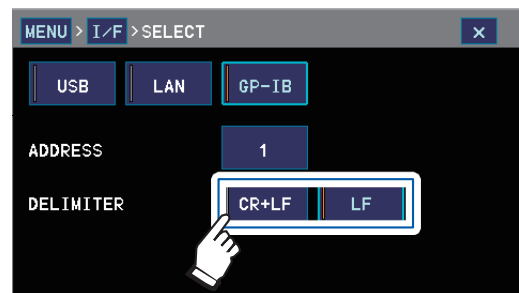 MENU > I/F >SELECT ×
USB LAN GP-IB
ADDRESS 1
DELIMITER CR+LF LF